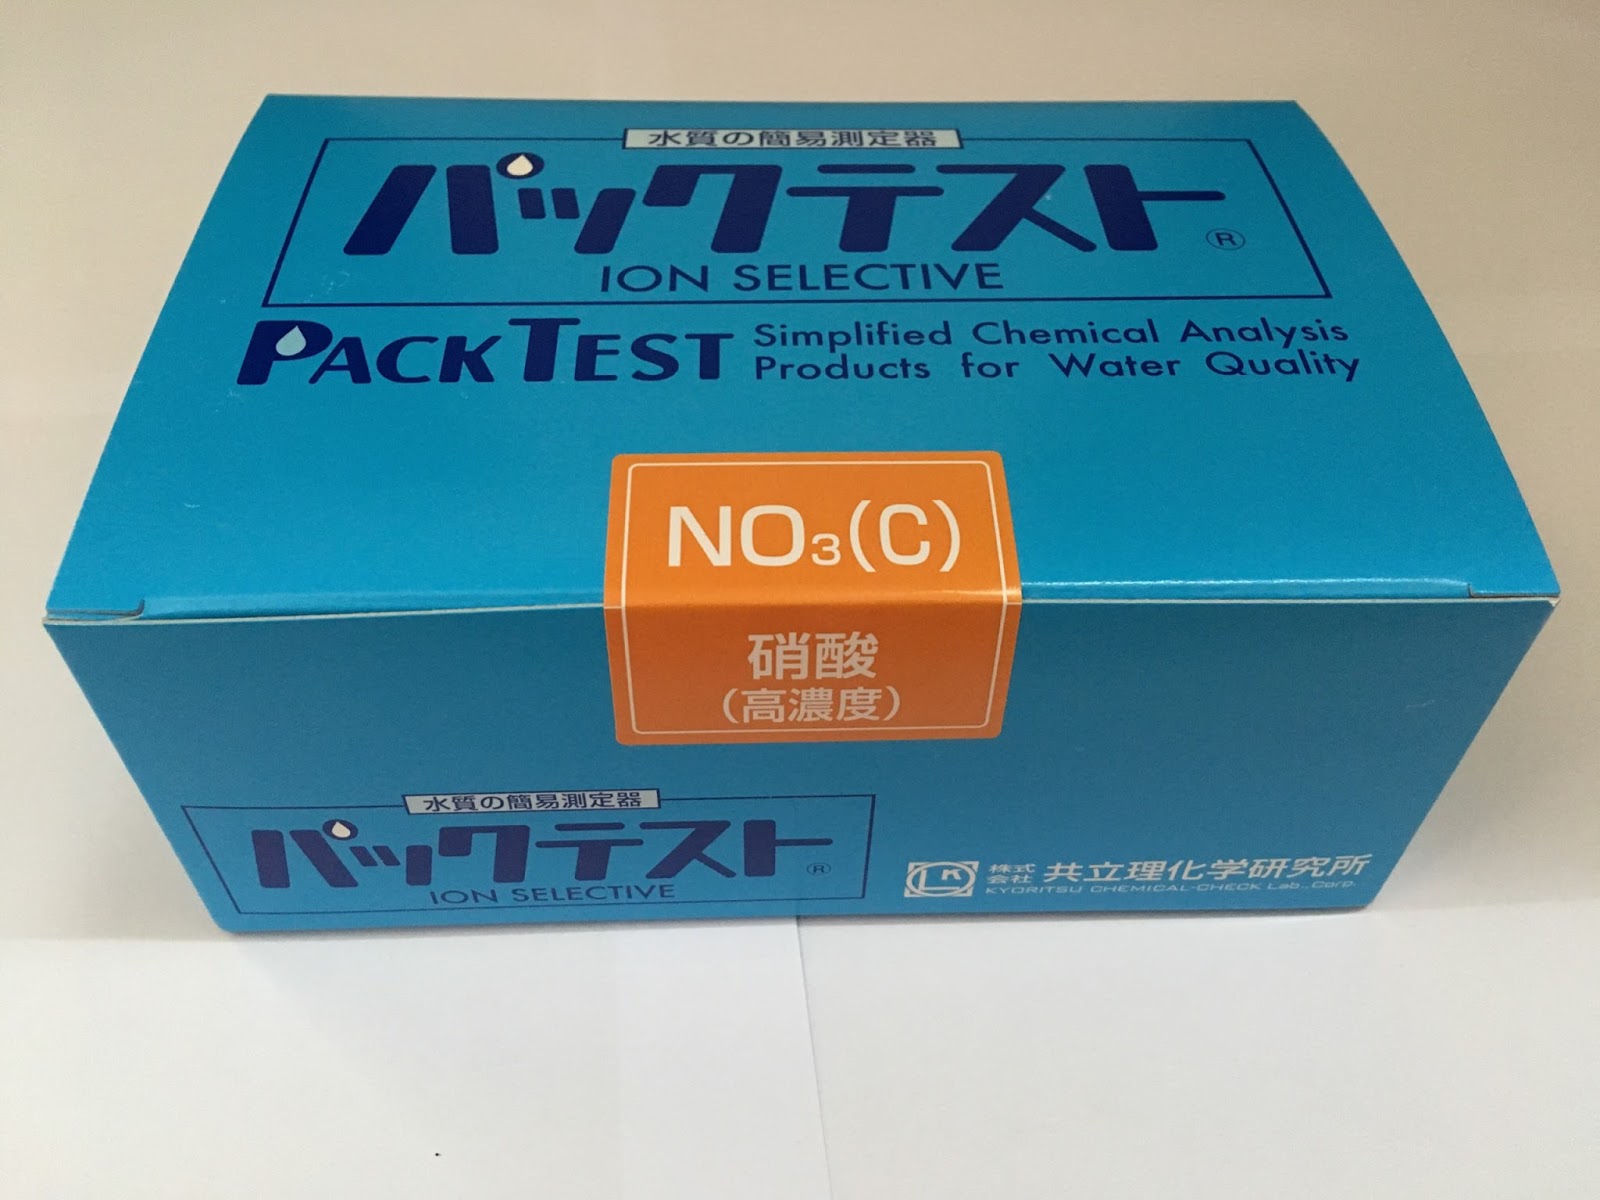 水質の簡易測定器
パックテスト®
ION SELECTIVE
PACKTEST
Simplified Chemical Analysis
Products for Water Quality
NO₃(C)
硝酸
(高濃度)
水質の簡易測定器
パックテスト®
ION SELECTIVE
株式会社 共立理化学研究所
KYORITSU CHEMICAL-CHECK Lab., Corp.